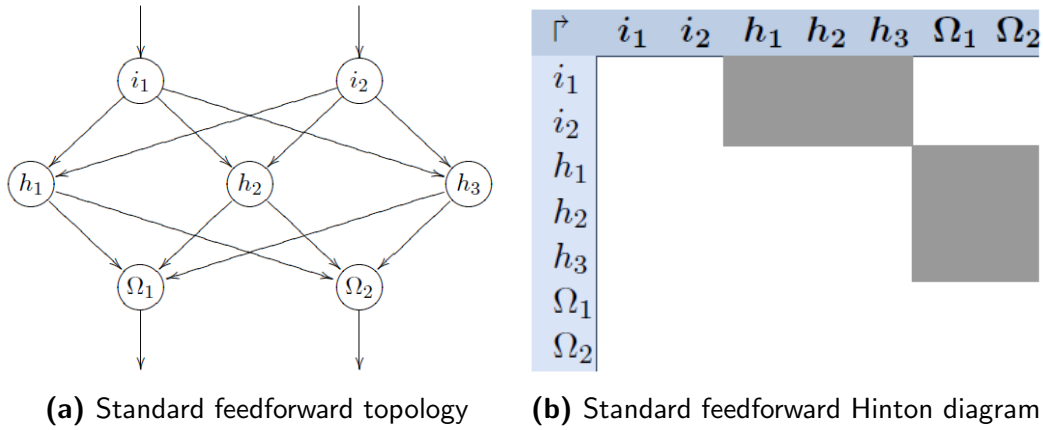 i₁ i₂
h₁ h₂ h₃
Ω₁ Ω₂
(a) Standard feedforward topology
↱ i₁ i₂ h₁ h₂ h₃ Ω₁ Ω₂
i₁
i₂
h₁
h₂
h₃
Ω₁
Ω₂
(b) Standard feedforward Hinton diagram